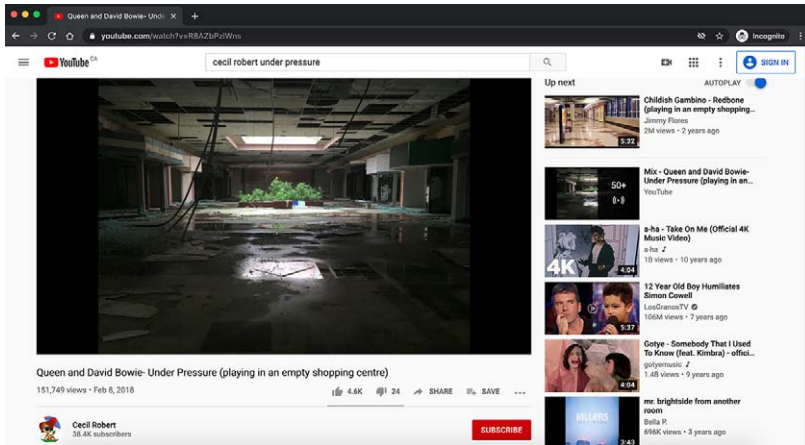 Queen and David Bowie- Unde
youtube.com/watch?v=R8AZbPzIWns
Incognito
YouTube CA
cecil robert under pressure
SIGN IN
Up next
AUTOPLAY
5:32
Childish Gambino - Redbone
(playing in an empty shopping...
Jimmy Flores
2M views • 2 years ago
50+
Mix - Queen and David Bowie-
Under Pressure (playing in an...
YouTube
4K
4:04
a-ha - Take On Me (Official 4K
Music Video)
a-ha
1B views • 10 years ago
5:37
12 Year Old Boy Humiliates
Simon Cowell
LosGranosTV
106M views • 7 years ago
4:04
Gotye - Somebody That I Used
To Know (feat. Kimbra) - offici...
gotyemusic
1.4B views • 9 years ago
KILLERS
3:43
mr. brightside from another
room
Bella P.
696K views • 3 years ago
Queen and David Bowie- Under Pressure (playing in an empty shopping centre)
151,749 views • Feb 8, 2018
4.6K
24
SHARE
SAVE
Cecil Robert
38.4K subscribers
SUBSCRIBE